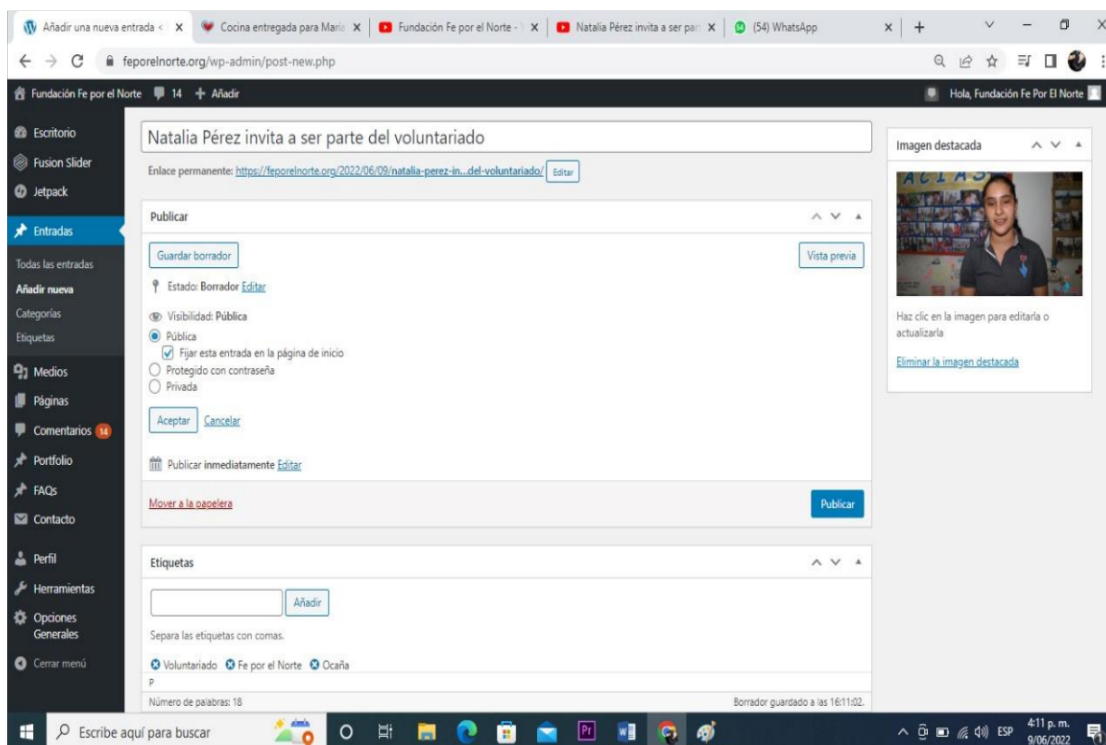 Añadir una nueva entrada <
Cocina entregada para Maria
Fundación Fe por el Norte - Y
Natalia Pérez invita a ser par
(54) WhatsApp
feporelnorte.org/wp-admin/post-new.php
Fundación Fe por el Norte 14 + Añadir
Hola, Fundación Fe Por El Norte
Escritorio
Fusion Slider
Jetpack
Entradas
Todas las entradas
Añadir nueva
Categorías
Etiquetas
Medios
Páginas
Comentarios 14
Portfolio
FAQs
Contacto
Perfil
Herramientas
Opciones
Generales
Cerrar menú
Natalia Pérez invita a ser parte del voluntariado
Enlace permanente: https://feporelnorte.org/2022/06/09/natalia-perez-in...del-voluntariado/ Editar
Publicar
Guardar borrador
Vista previa
Estado: Borrador Editar
Visibilidad: Pública
Pública
Fijar esta entrada en la página de inicio
Protegido con contraseña
Privada
Aceptar Cancelar
Publicar inmediatamente Editar
Mover a la papelera
Publicar
Etiquetas
Añadir
Separa las etiquetas con comas.
Voluntariado Fe por el Norte Ocaña
P
Número de palabras: 18
Borrador guardado a las 16:11:02.
Imagen destacada
Haz clic en la imagen para editarla o
actualizarla
Eliminar la imagen destacada
Escribe aquí para buscar
Pr
ESP
4:11 p. m.
9/06/2022